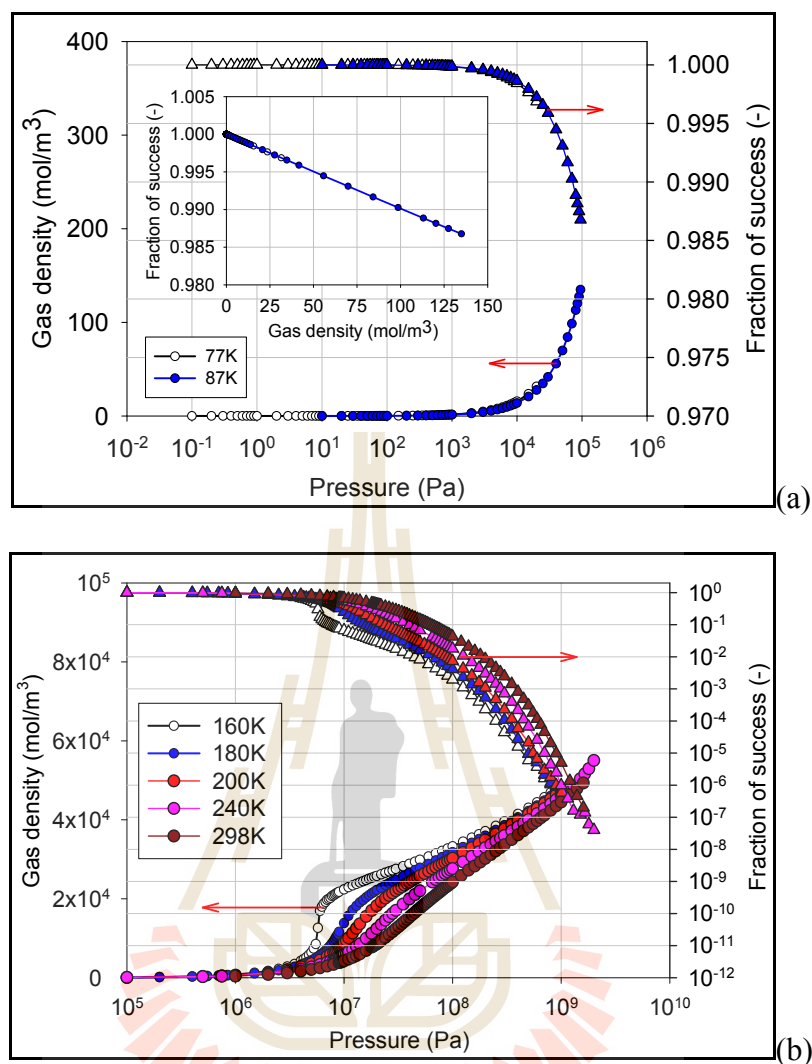 400
300
200
100
0
Gas density (mol/m³)
1.000
0.995
0.990
0.985
0.980
0.975
0.970
Fraction of success (-)
1.005
1.000
0.995
0.990
0.985
0.980
Fraction of success (-)
0 25 50 75 100 125 150
Gas density (mol/m³)
77K
87K
10⁻² 10⁻¹ 10⁰ 10¹ 10² 10³ 10⁴ 10⁵ 10⁶
Pressure (Pa)
(a)
10⁵
8x10⁴
6x10⁴
4x10⁴
2x10⁴
0
Gas density (mol/m³)
10⁰
10⁻¹
10⁻²
10⁻³
10⁻⁴
10⁻⁵
10⁻⁶
10⁻⁷
10⁻⁸
10⁻⁹
10⁻¹⁰
10⁻¹¹
10⁻¹²
Fraction of success (-)
160K
180K
200K
240K
298K
10⁵ 10⁶ 10⁷ 10⁸ 10⁹ 10¹⁰
Pressure (Pa)
(b)